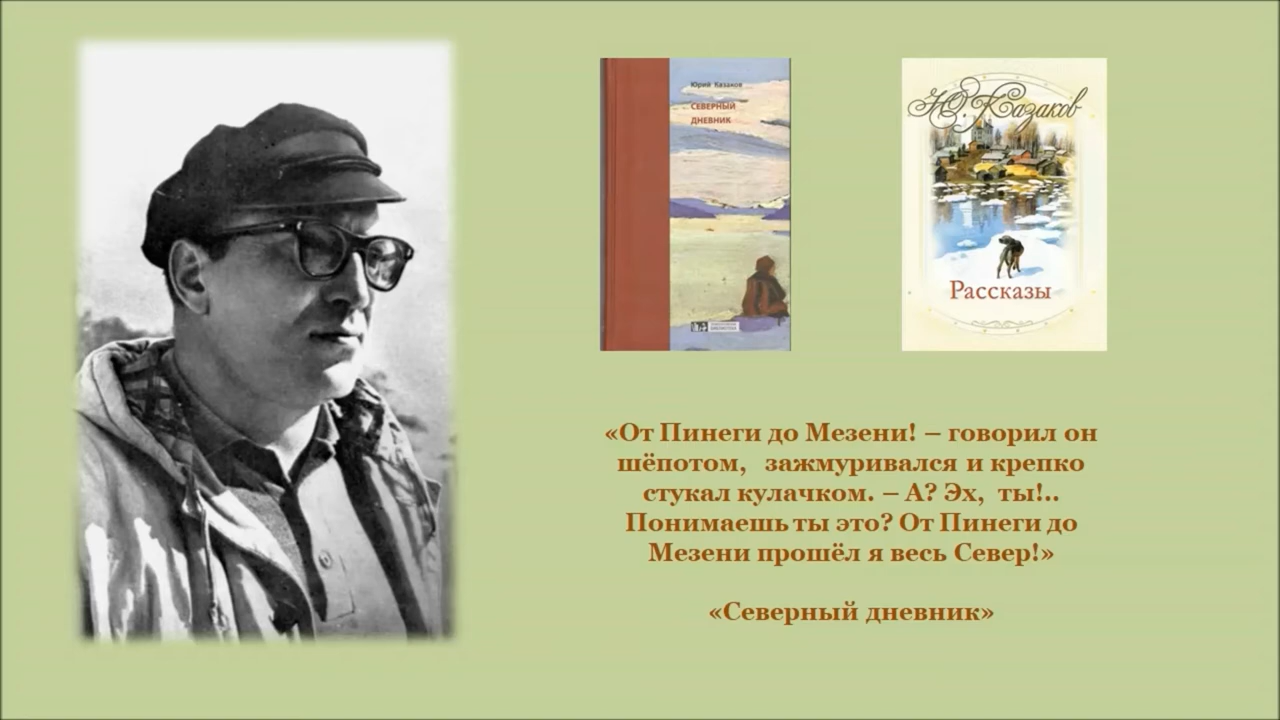 Юрий Казаков
СЕВЕРНЫЙ
ДНЕВНИК
Ю. Казаков
Рассказы
«От Пинеги до Мезени! – говорил он
шёпотом, зажмуривался и крепко
стукал кулачком. – А? Эх, ты!..
Понимаешь ты это? От Пинеги до
Мезени прошёл я весь Север!»
«Северный дневник»